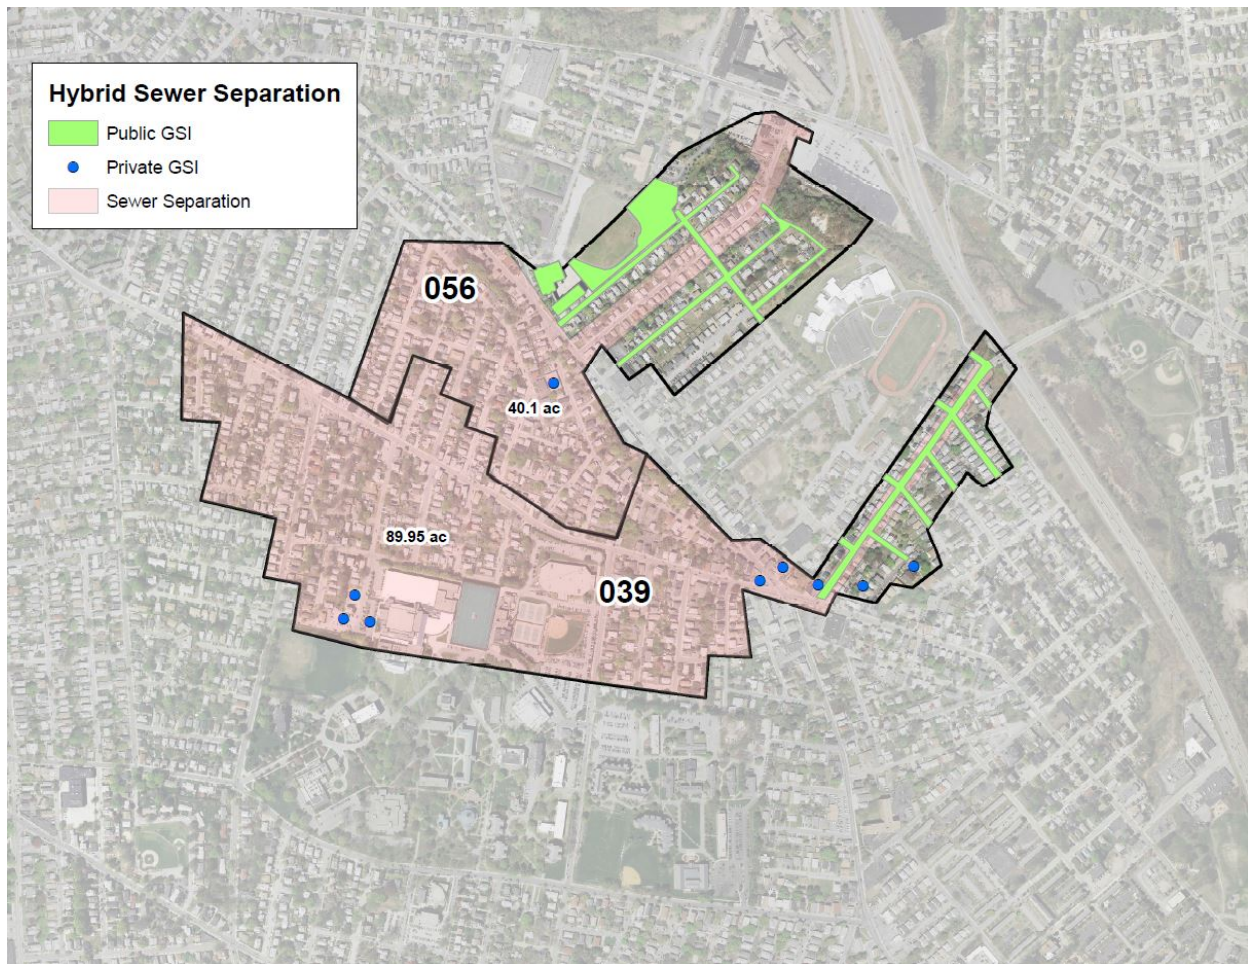 Hybrid Sewer Separation
Public GSI
Private GSI
Sewer Separation
056
40.1 ac
89.95 ac
039